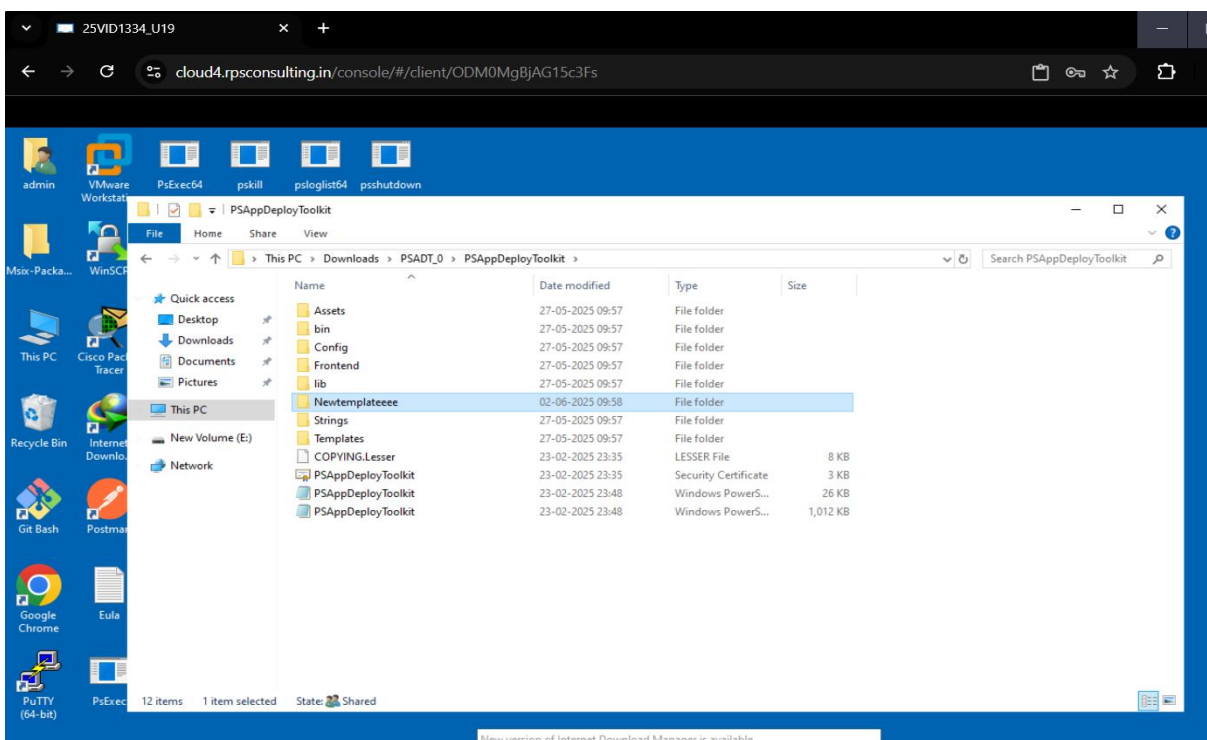 25VID1334_U19
cloud4.rpsconsulting.in/console/#/client/ODM0MgBjAG15c3Fs
admin
VMware
Workstati
PsExec64
pskill
psloglist64
psshutdown
PSAppDeployToolkit
File Home Share View
This PC > Downloads > PSADT_0 > PSAppDeployToolkit >
Search PSAppDeployToolkit
Name Date modified Type Size
Quick access
Desktop
Downloads
Documents
Pictures
This PC
New Volume (E:)
Network
Assets 27-05-2025 09:57 File folder
bin 27-05-2025 09:57 File folder
Config 27-05-2025 09:57 File folder
Frontend 27-05-2025 09:57 File folder
lib 27-05-2025 09:57 File folder
Newtemplateeee 02-06-2025 09:58 File folder
Strings 27-05-2025 09:57 File folder
Templates 27-05-2025 09:57 File folder
COPYING.Lesser 23-02-2025 23:35 LESSER File 8 KB
PSAppDeployToolkit 23-02-2025 23:35 Security Certificate 3 KB
PSAppDeployToolkit 23-02-2025 23:48 Windows PowerS... 26 KB
PSAppDeployToolkit 23-02-2025 23:48 Windows PowerS... 1,012 KB
Msix-Packa...
WinSCP
This PC
Cisco Pack
Tracer
Recycle Bin
Internet
Downlo.
Git Bash
Postman
Google
Chrome
Eula
PuTTY
(64-bit)
PsExec
12 items 1 item selected State: Shared
New version of Internet Download Manager is available